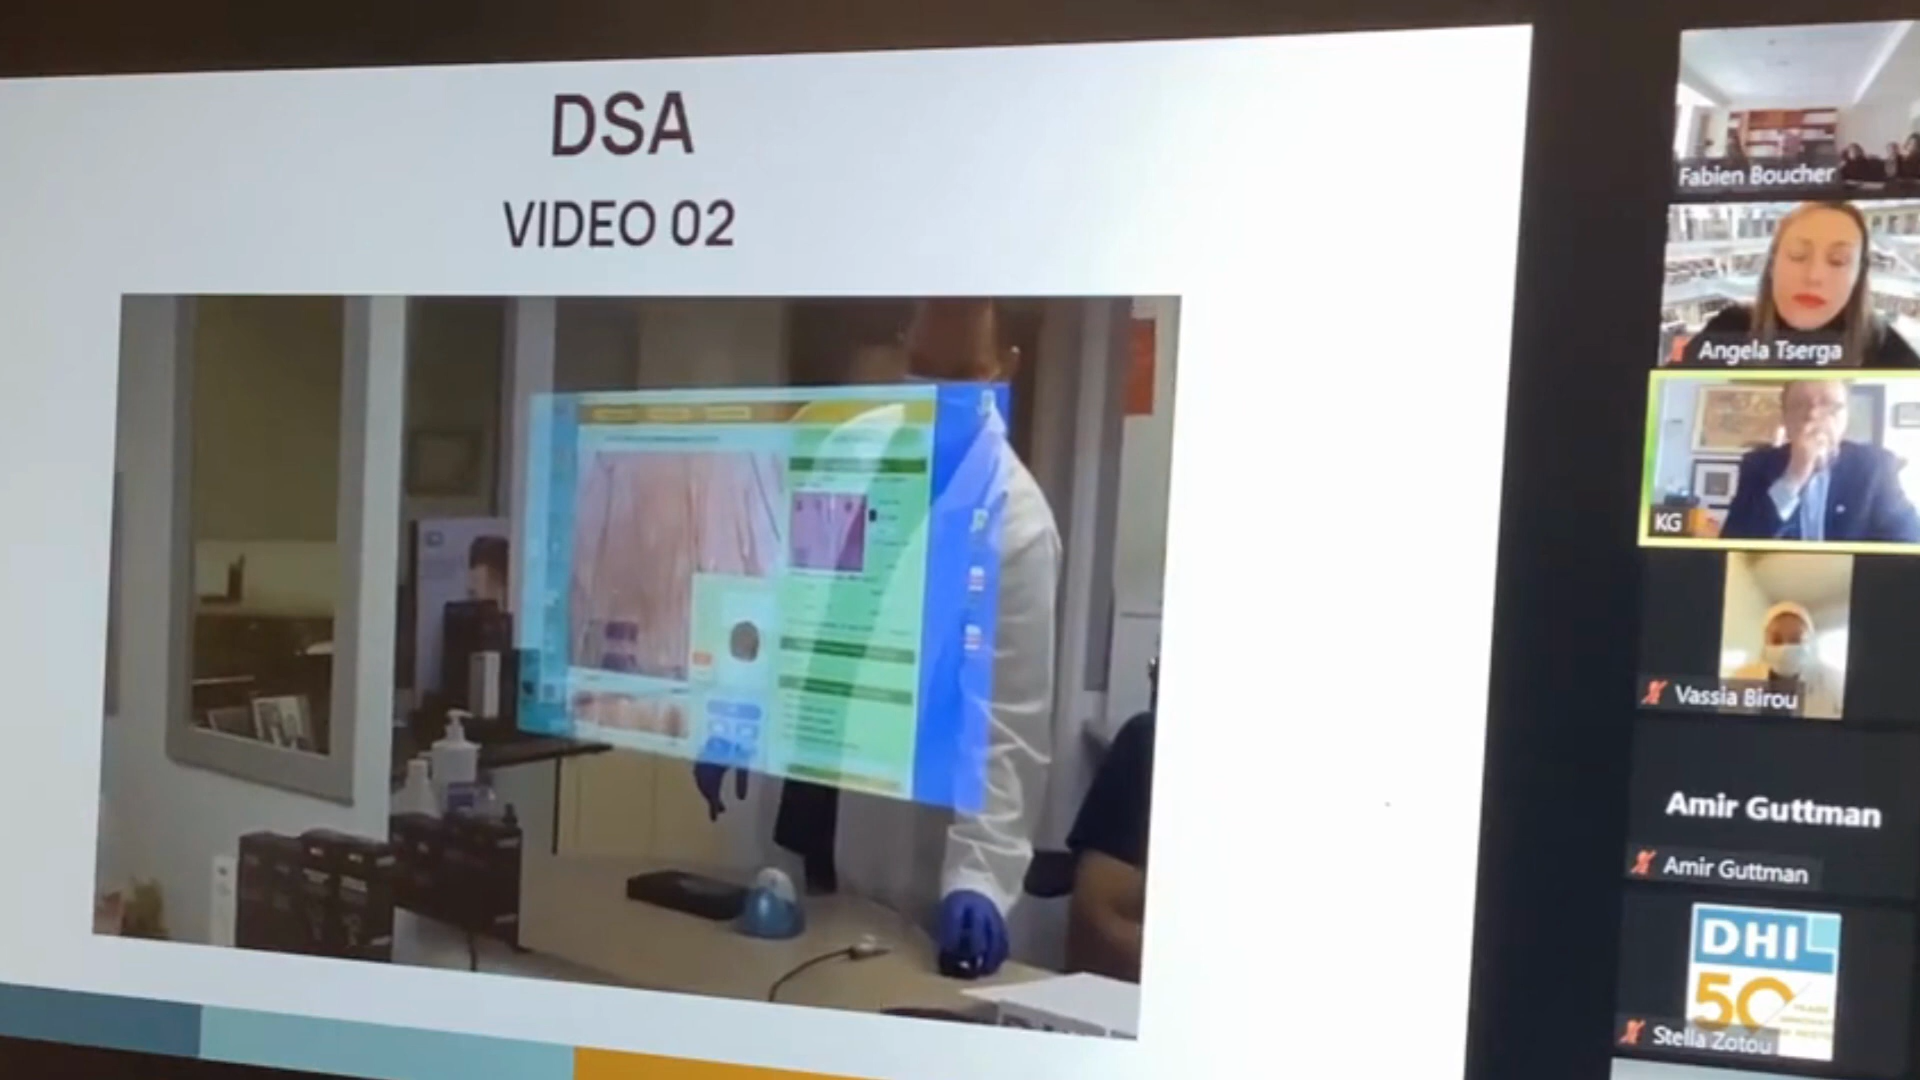 DSA
VIDEO 02
Fabien Boucher
Angela Tserga
KG
Vassia Birou
Amir Guttman
Amir Guttman
DHI
50
Stella Zotou